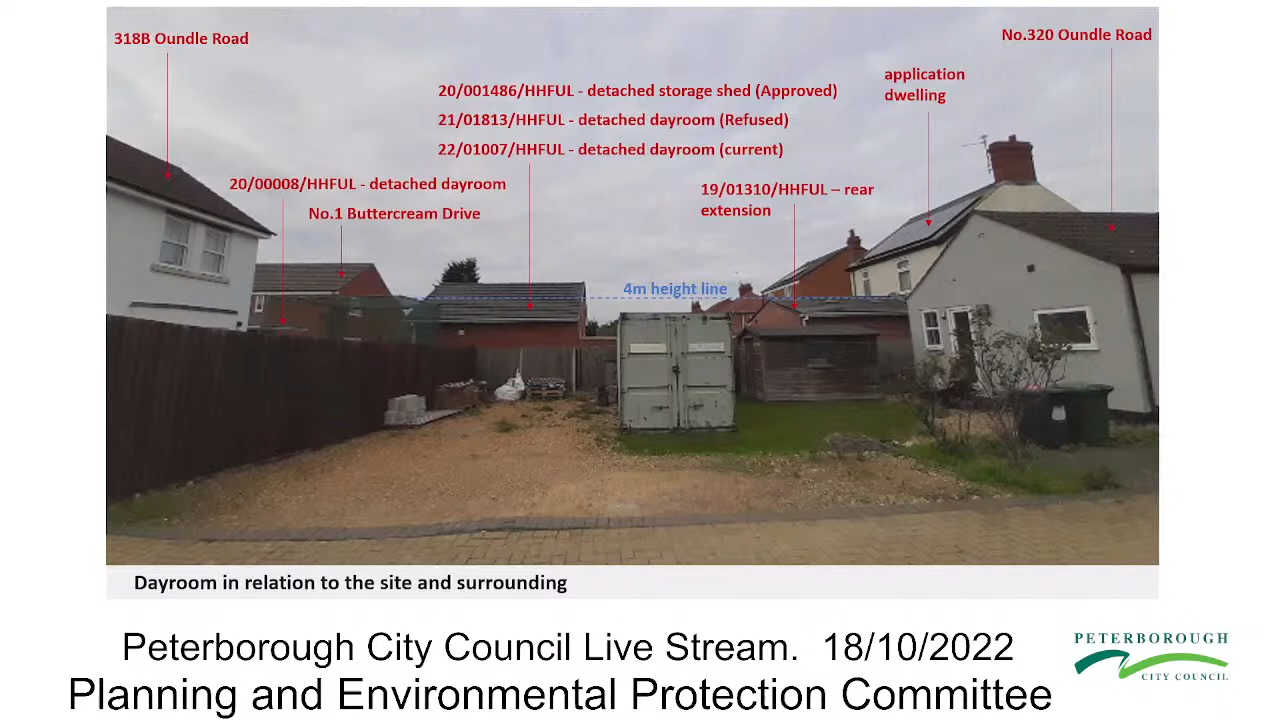 318B Oundle Road
No.320 Oundle Road
application
dwelling
20/001486/HHFUL - detached storage shed (Approved)
21/01813/HHFUL - detached dayroom (Refused)
22/01007/HHFUL - detached dayroom (current)
20/00008/HHFUL - detached dayroom
No.1 Buttercream Drive
19/01310/HHFUL – rear
extension
4m height line
Dayroom in relation to the site and surrounding
Peterborough City Council Live Stream.  18/10/2022
Planning and Environmental Protection Committee
PETERBOROUGH
CITY COUNCIL